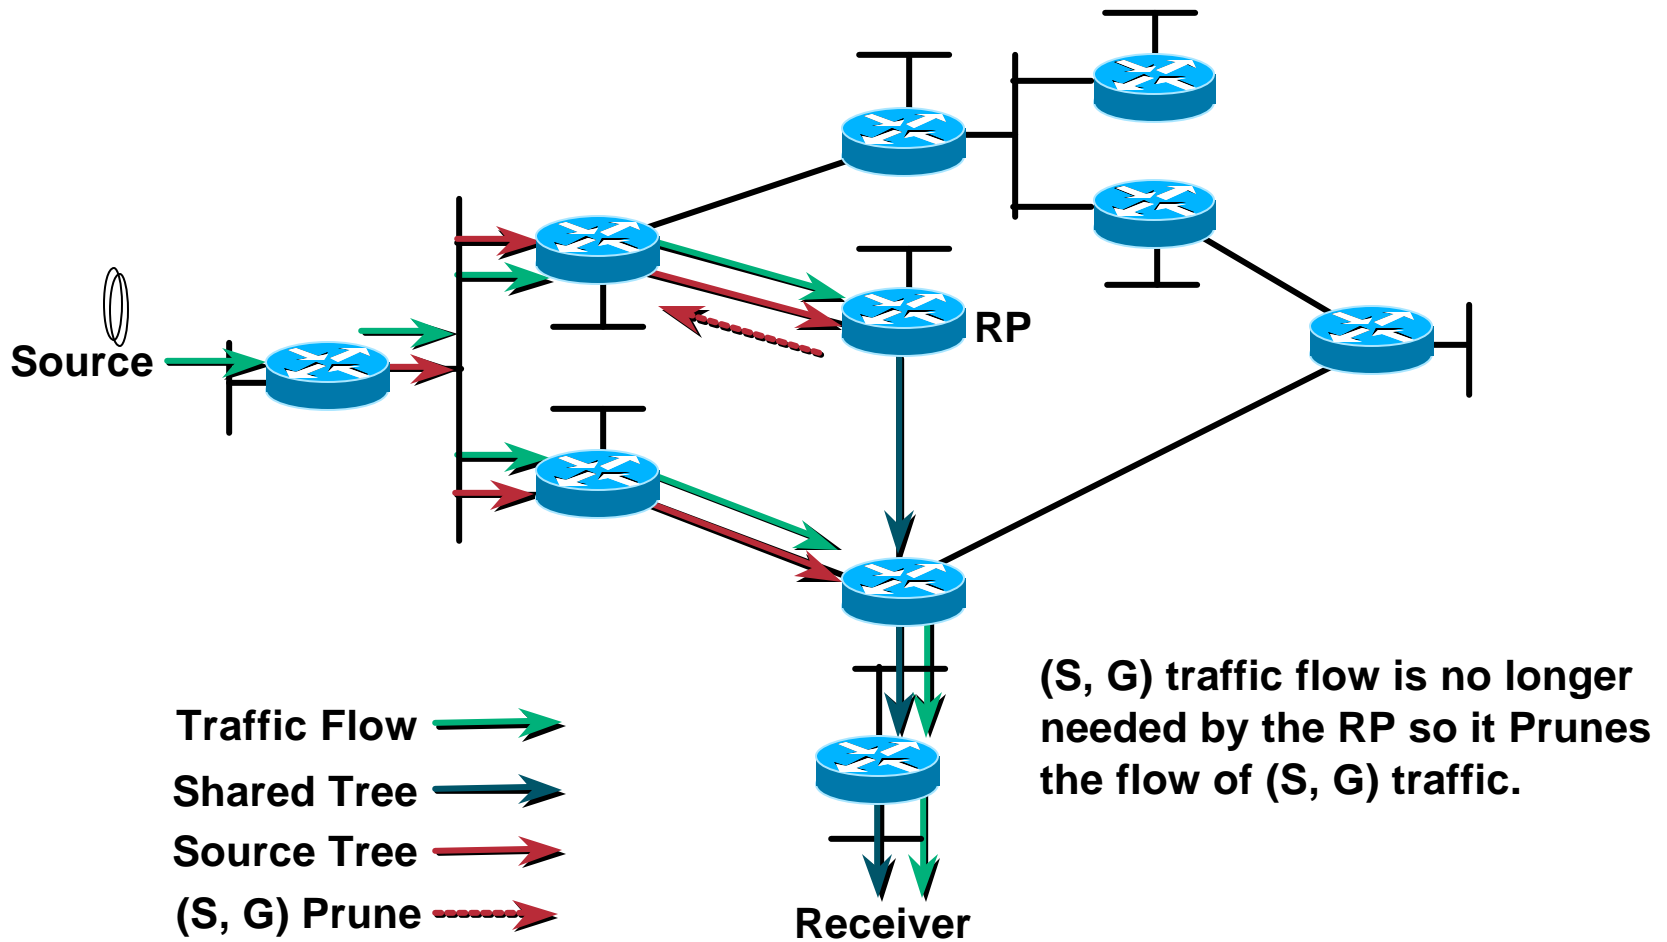 RP
Source
Traffic Flow
Shared Tree
Source Tree
(S, G) Prune
Receiver
(S, G) traffic flow is no longer
needed by the RP so it Prunes
the flow of (S, G) traffic.